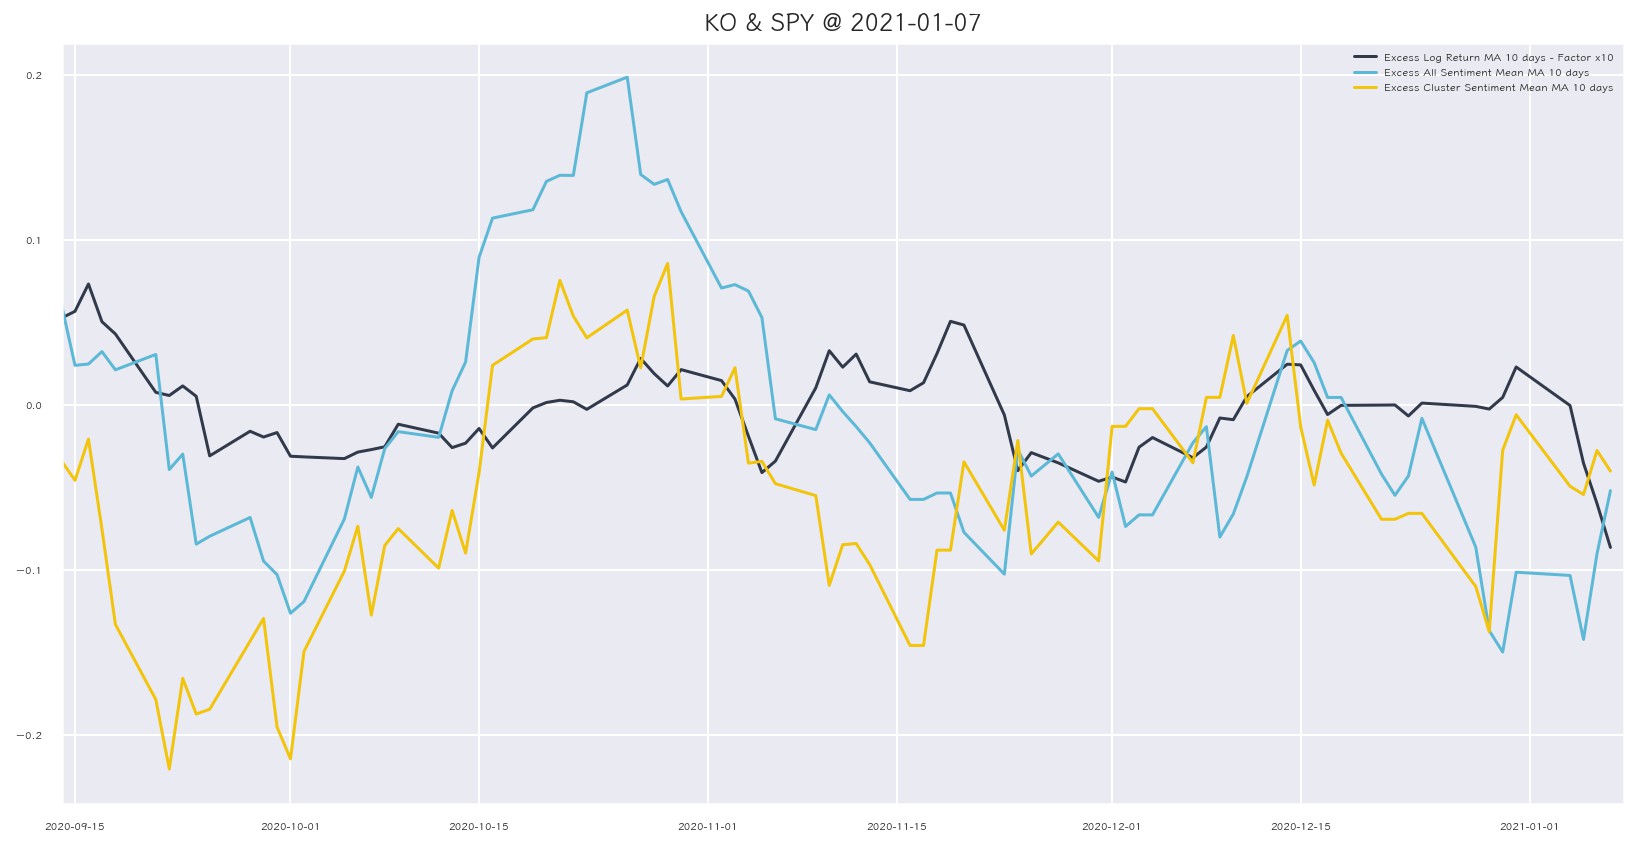 KO & SPY @ 2021-01-07
Excess Log Return MA 10 days - Factor x10
Excess All Sentiment Mean MA 10 days
Excess Cluster Sentiment Mean MA 10 days
0.2
0.1
0.0
−0.1
−0.2
2020-09-15 2020-10-01 2020-10-15 2020-11-01 2020-11-15 2020-12-01 2020-12-15 2021-01-01